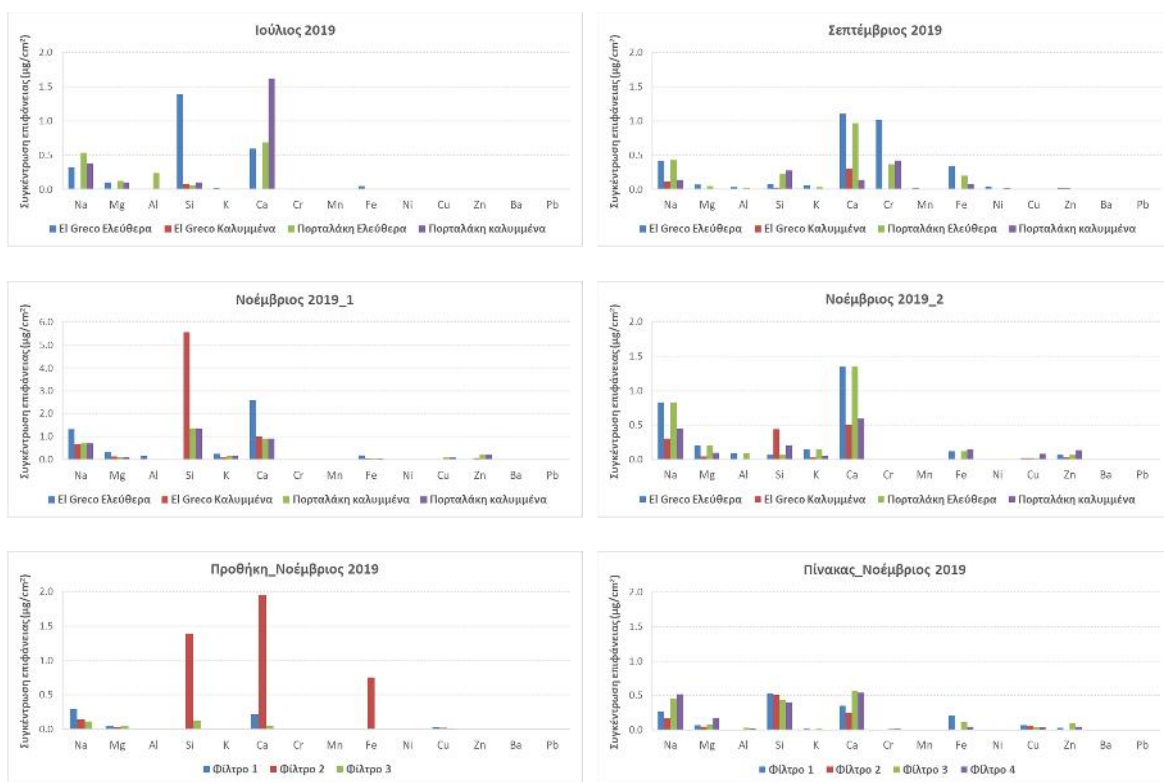 Ιούλιος 2019
Συγκέντρωση επιφάνειας (μg/cm²)
2.0
1.5
1.0
0.5
0.0
Na Mg Al Si K Ca Cr Mn Fe Ni Cu Zn Ba Pb
El Greco Ελεύθερα El Greco Καλυμμένα Πορταλάκη Ελεύθερα Πορταλάκη καλυμμένα
Σεπτέμβριος 2019
Συγκέντρωση επιφάνειας (μg/cm²)
2.0
1.5
1.0
0.5
0.0
Na Mg Al Si K Ca Cr Mn Fe Ni Cu Zn Ba Pb
El Greco Ελεύθερα El Greco Καλυμμένα Πορταλάκη Ελεύθερα Πορταλάκη καλυμμένα
Νοέμβριος 2019_1
Συγκέντρωση επιφάνειας (μg/cm²)
6.0
5.0
4.0
3.0
2.0
1.0
0.0
Na Mg Al Si K Ca Cr Mn Fe Ni Cu Zn Ba Pb
El Greco Ελεύθερα El Greco Καλυμμένα Πορταλάκη καλυμμένα Πορταλάκη καλυμμένα
Νοέμβριος 2019_2
Συγκέντρωση επιφάνειας (μg/cm²)
2.0
1.5
1.0
0.5
0.0
Na Mg Al Si K Ca Cr Mn Fe Ni Cu Zn Ba Pb
El Greco Ελεύθερα El Greco Καλυμμένα Πορταλάκη Ελεύθερα Πορταλάκη καλυμμένα
Προθήκη_Νοέμβριος 2019
Συγκέντρωση επιφάνειας (μg/cm²)
2.0
1.5
1.0
0.5
0.0
Na Mg Al Si K Ca Cr Mn Fe Ni Cu Zn Ba Pb
Φίλτρο 1 Φίλτρο 2 Φίλτρο 3
Πίνακας_Νοέμβριος 2019
Συγκέντρωση επιφάνειας (μg/cm²)
2.0
1.5
1.0
0.5
0.0
Na Mg Al Si K Ca Cr Mn Fe Ni Cu Zn Ba Pb
Φίλτρο 1 Φίλτρο 2 Φίλτρο 3 Φίλτρο 4